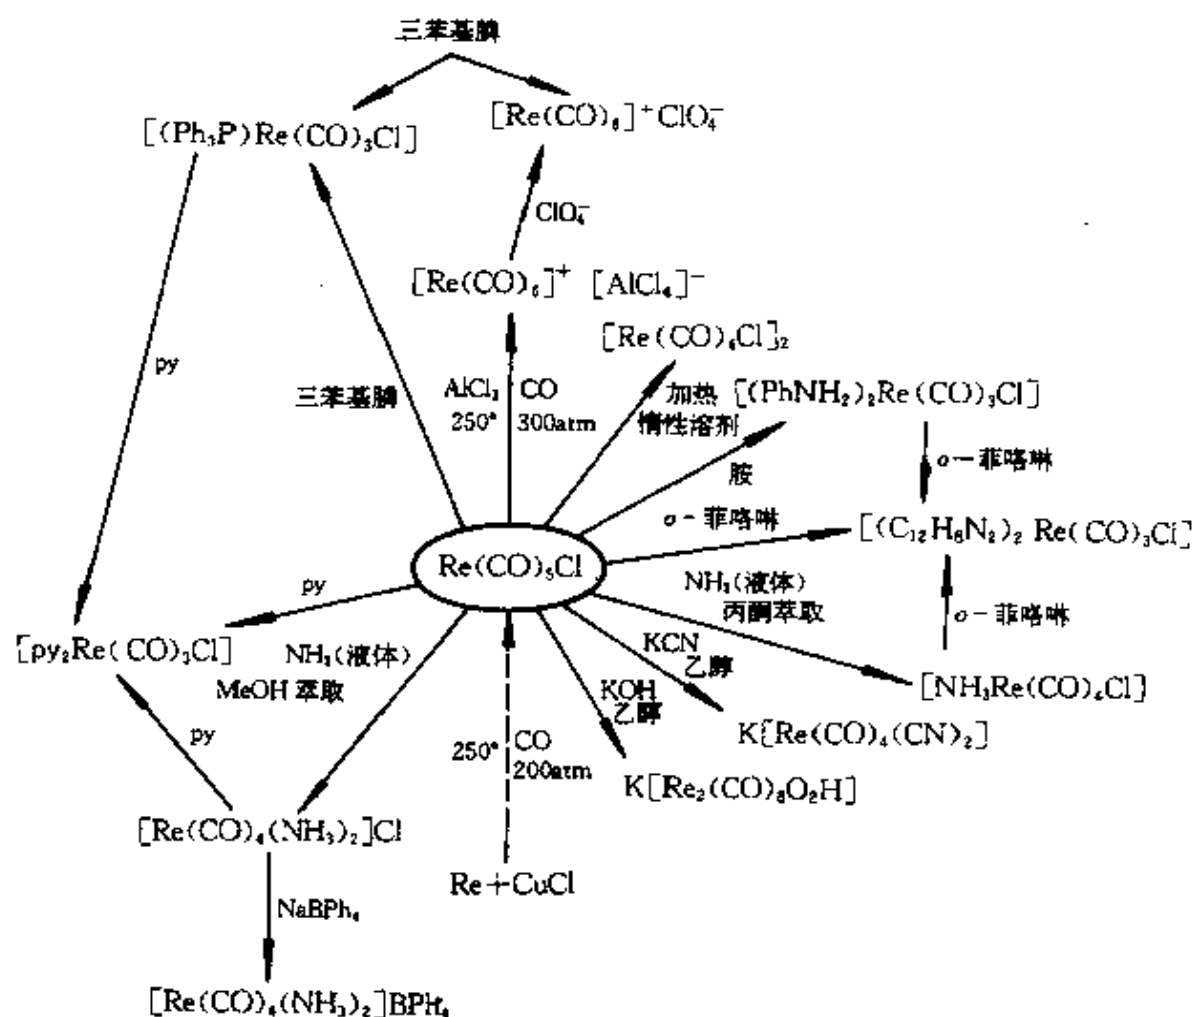 三苯基膦
[Re(CO)₆]⁺ClO₄⁻
[(Ph₃P)Re(CO)₃Cl]
ClO₄⁻
[Re(CO)₆]⁺ [AlCl₄]⁻
[Re(CO)₄Cl]₂
py
三苯基膦
AlCl₃ CO
250° 300atm
加热
惰性溶剂
[(PhNH₂)₂Re(CO)₃Cl]
胺
o-菲咯啉
o-菲咯啉
[(C₁₂H₈N₂)₂ Re(CO)₃Cl]
Re(CO)₅Cl
py
NH₃(液体)
丙酮萃取
o-菲咯啉
[py₂Re(CO)₃Cl]
NH₃(液体)
MeOH 萃取
KCN
乙醇
[NH₃Re(CO)₄Cl]
KOH
乙醇
K[Re(CO)₄(CN)₂]
py
250° CO
200atm
K[Re₂(CO)₈O₂H]
[Re(CO)₄(NH₃)₂]Cl
Re+CuCl
NaBPh₄
[Re(CO)₄(NH₃)₂]BPH₄